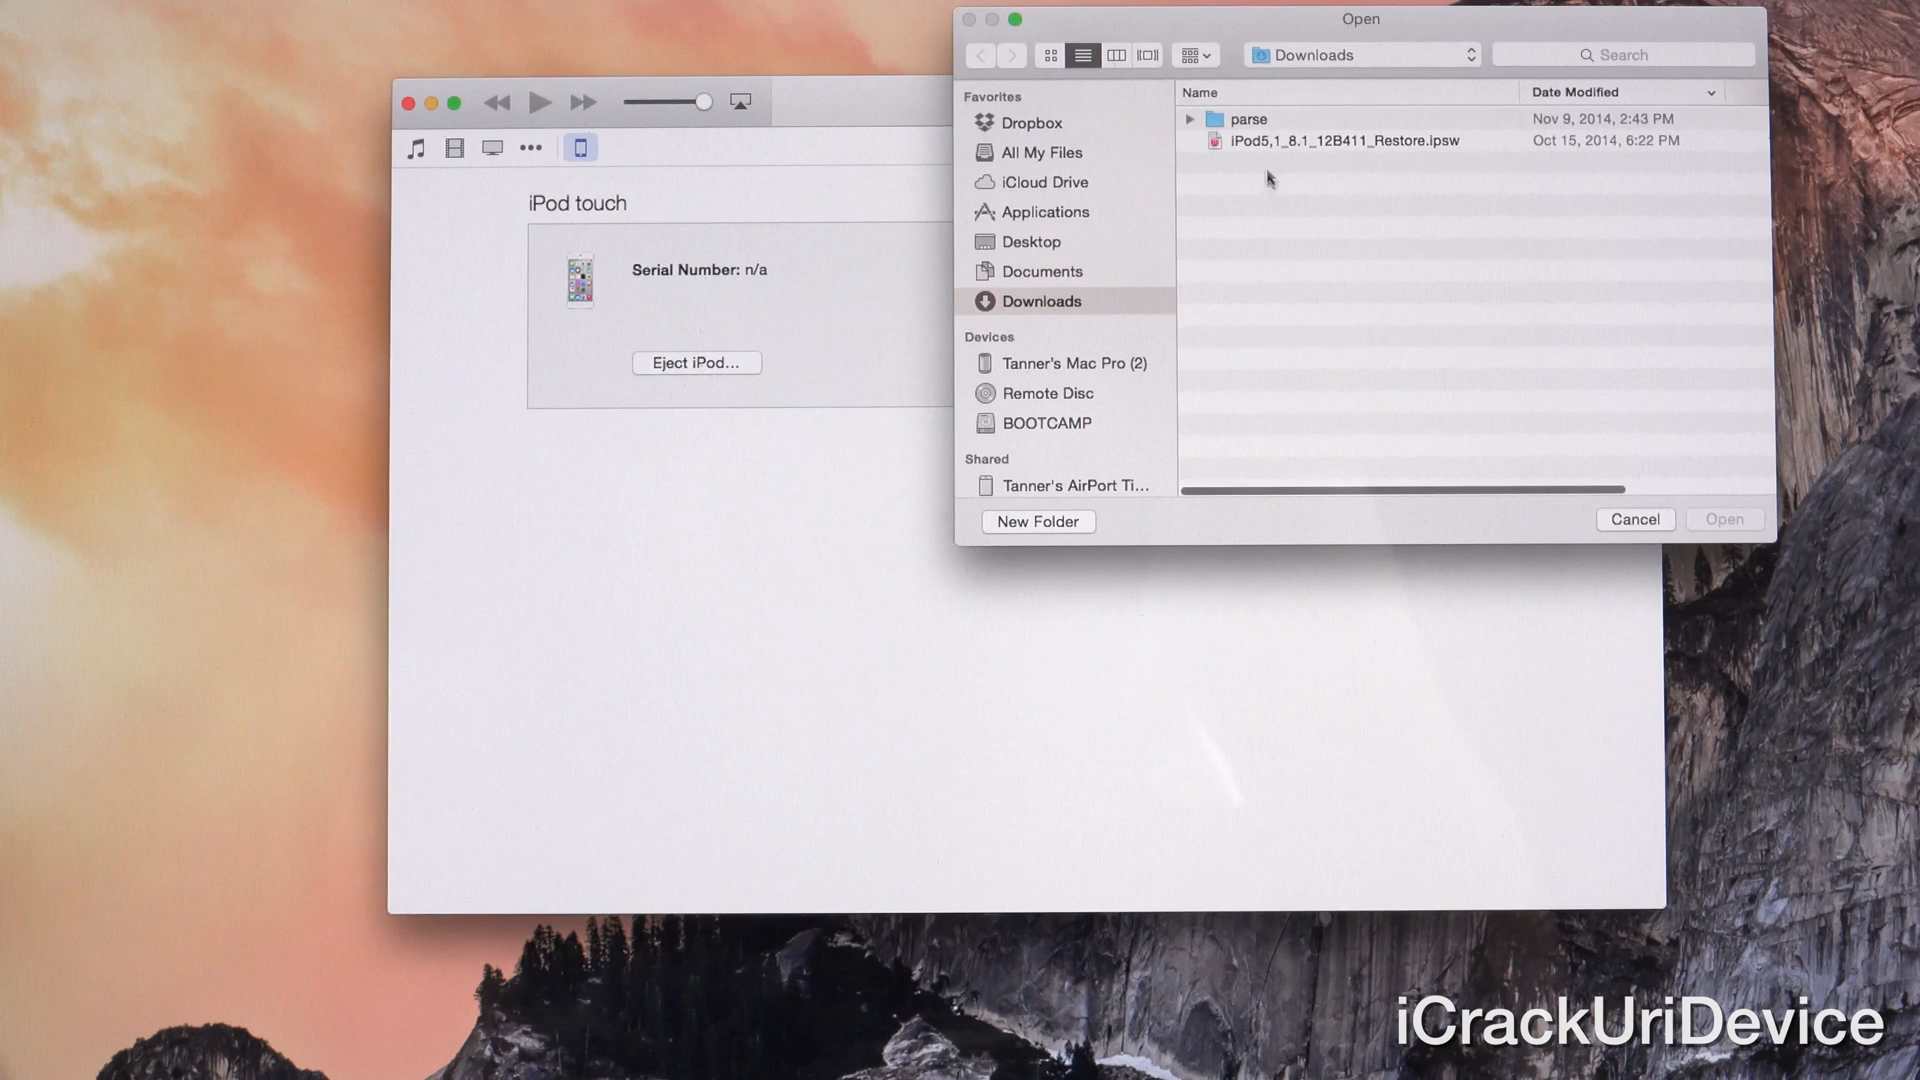 Open
Downloads
Search
Favorites
Dropbox
All My Files
iCloud Drive
Applications
Desktop
Documents
Downloads
Devices
Tanner's Mac Pro (2)
Remote Disc
BOOTCAMP
Shared
Tanner's AirPort Ti...
Name Date Modified
parse Nov 9, 2014, 2:43 PM
iPod5,1_8.1_12B411_Restore.ipsw Oct 15, 2014, 6:22 PM
New Folder
Cancel
Open
iPod touch
Serial Number: n/a
Eject iPod...
iCrackUriDevice